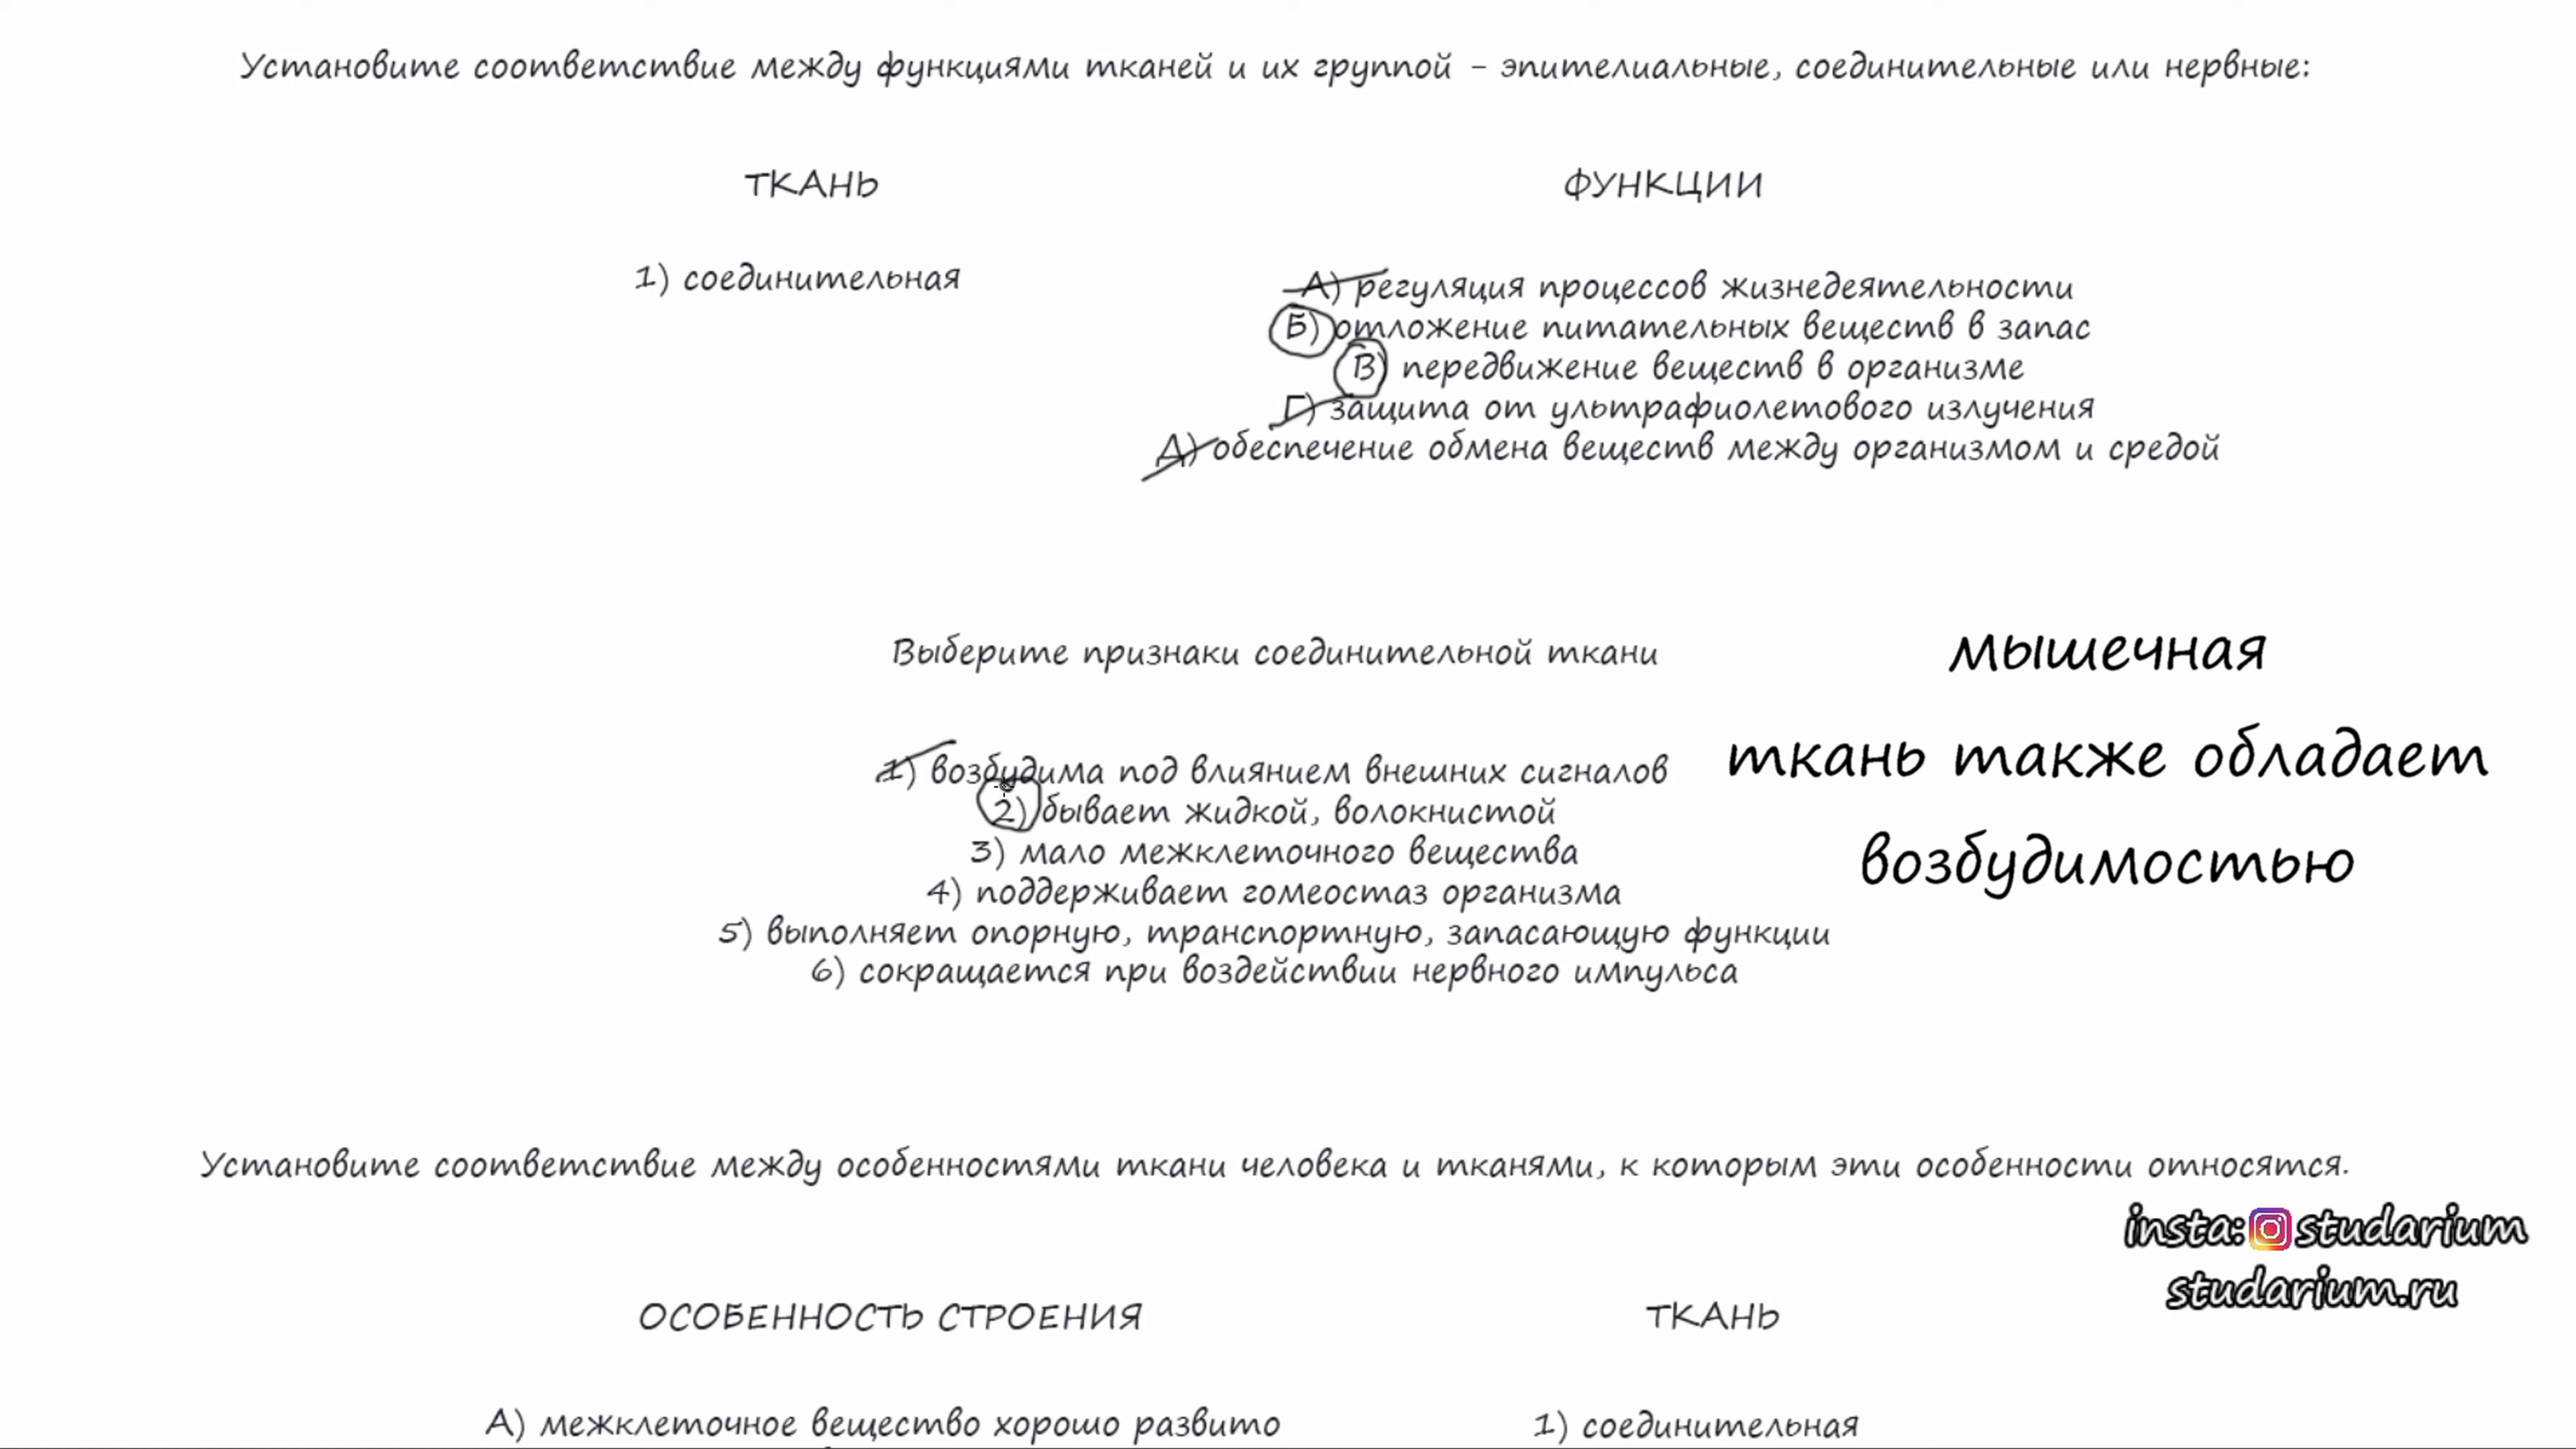 Установите соответствие между функциями тканей и их группой - эпителиальные, соединительные или нервные:
ТКАНЬ
ФУНКЦИИ
1) соединительная
А) регуляция процессов жизнедеятельности
Б) отложение питательных веществ в запас
В) передвижение веществ в организме
Г) защита от ультрафиолетового излучения
Д) обеспечение обмена веществ между организмом и средой
Выберите признаки соединительной ткани
1) возбудима под влиянием внешних сигналов
2) бывает жидкой, волокнистой
3) мало межклеточного вещества
4) поддерживает гомеостаз организма
5) выполняет опорную, транспортную, запасающую функции
6) сокращается при воздействии нервного импульса
мышечная
ткань также обладает
возбудимостью
Установите соответствие между особенностями ткани человека и тканями, к которым эти особенности относятся.
insta: studarium
studarium.ru
ОСОБЕННОСТЬ СТРОЕНИЯ
ТКАНЬ
А) межклеточное вещество хорошо развито
1) соединительная